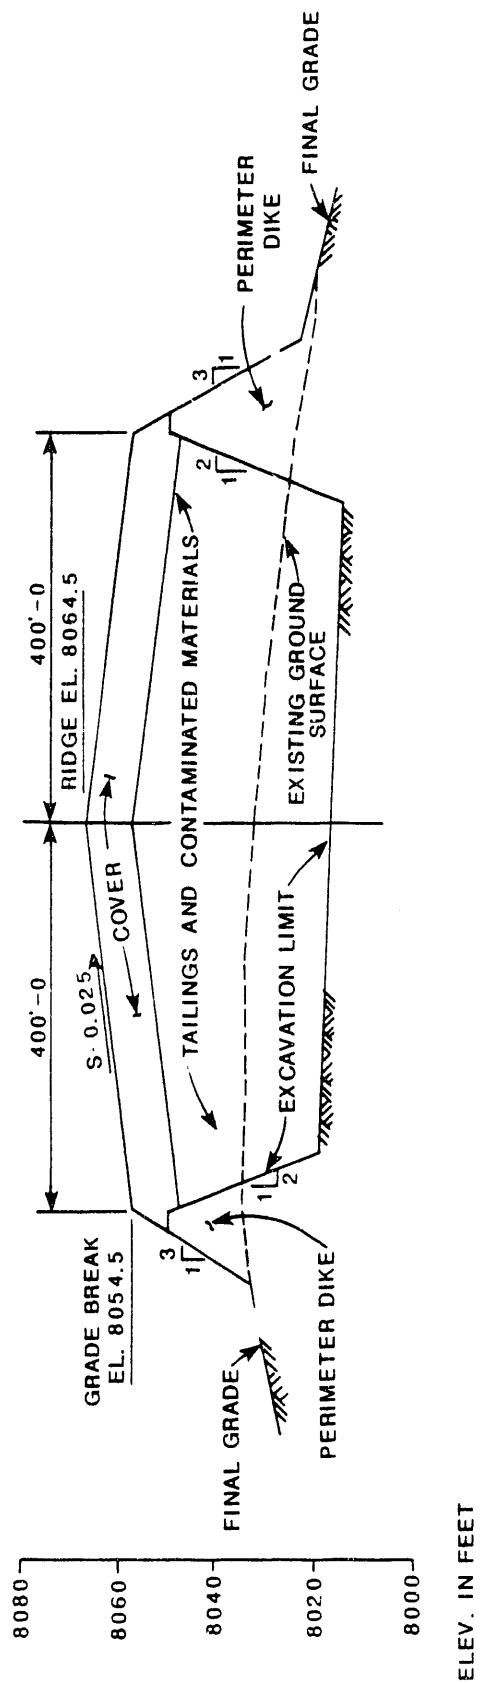 400'-0
400'-0
RIDGE EL. 8064.5
S=0.025
COVER
GRADE BREAK
EL. 8054.5
TAILINGS AND CONTAMINATED MATERIALS
3
1
3
1
1
2
2
1
PERIMETER
DIKE
FINAL GRADE
FINAL GRADE
PERIMETER DIKE
EXCAVATION LIMIT
EXISTING GROUND
SURFACE
8080
8060
8040
8020
8000
ELEV. IN FEET